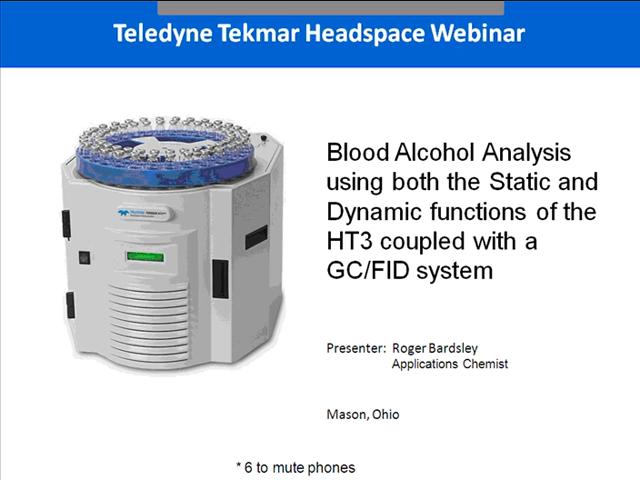 Teledyne Tekmar Headspace Webinar
Blood Alcohol Analysis
using both the Static and
Dynamic functions of the
HT3 coupled with a
GC/FID system
Presenter: Roger Bardsley
Applications Chemist
Mason, Ohio
* 6 to mute phones